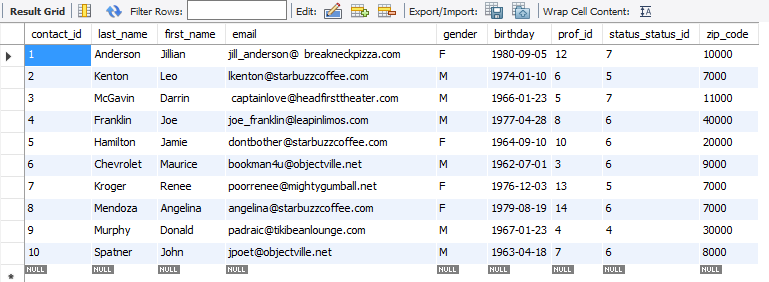 Result Grid Filter Rows: Edit: Export/Import: Wrap Cell Content: IA
contact_id last_name first_name email gender birthday prof_id status_status_id zip_code
1 Anderson Jillian jill_anderson@ breakneckpizza.com F 1980-09-05 12 7 10000
2 Kenton Leo lkenton@starbuzzcoffee.com M 1974-01-10 6 5 7000
3 McGavin Darrin captainlove@headfirsttheater.com M 1966-01-23 5 7 11000
4 Franklin Joe joe_franklin@leapinlimos.com M 1977-04-28 8 6 40000
5 Hamilton Jamie dontbother@starbuzzcoffee.com F 1964-09-10 10 6 20000
6 Chevrolet Maurice bookman4u@objectville.net M 1962-07-01 3 6 9000
7 Kroger Renee poorrenee@mightygumball.net F 1976-12-03 13 5 7000
8 Mendoza Angelina angelina@starbuzzcoffee.com F 1979-08-19 14 6 7000
9 Murphy Donald padraic@tikibeanlounge.com M 1967-01-23 4 4 30000
10 Spatner John jpoet@objectville.net M 1963-04-18 7 6 8000
NULL NULL NULL NULL NULL NULL NULL NULL NULL